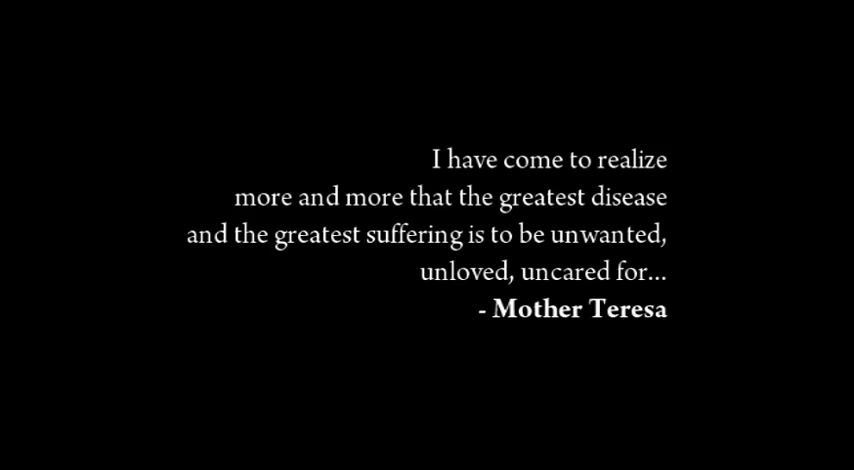 I have come to realize
more and more that the greatest disease
and the greatest suffering is to be unwanted,
unloved, uncared for...
- Mother Teresa